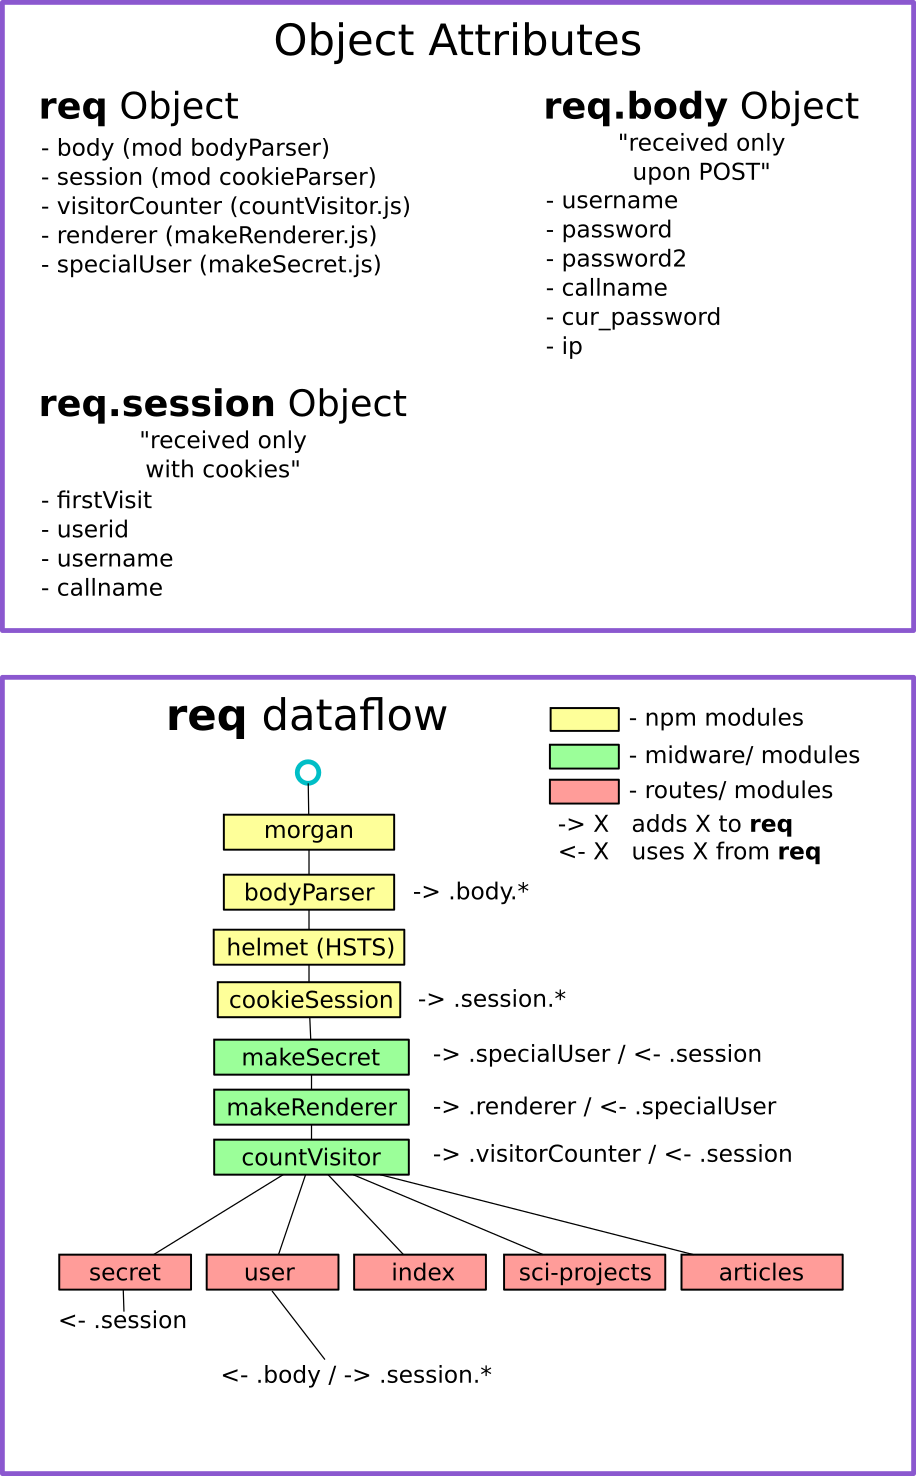 Object Attributes
req Object
- body (mod bodyParser)
- session (mod cookieParser)
- visitorCounter (countVisitor.js)
- renderer (makeRenderer.js)
- specialUser (makeSecret.js)
req.body Object
"received only
upon POST"
- username
- password
- password2
- callname
- cur_password
- ip
req.session Object
"received only
with cookies"
- firstVisit
- userid
- username
- callname
req dataflow
- npm modules
- midware/ modules
- routes/ modules
-> X adds X to req
<- X uses X from req
morgan
bodyParser -> .body.*
helmet (HSTS)
cookieSession -> .session.*
makeSecret -> .specialUser / <- .session
makeRenderer -> .renderer / <- .specialUser
countVisitor -> .visitorCounter / <- .session
secret user index sci-projects articles
<- .session
<- .body / -> .session.*